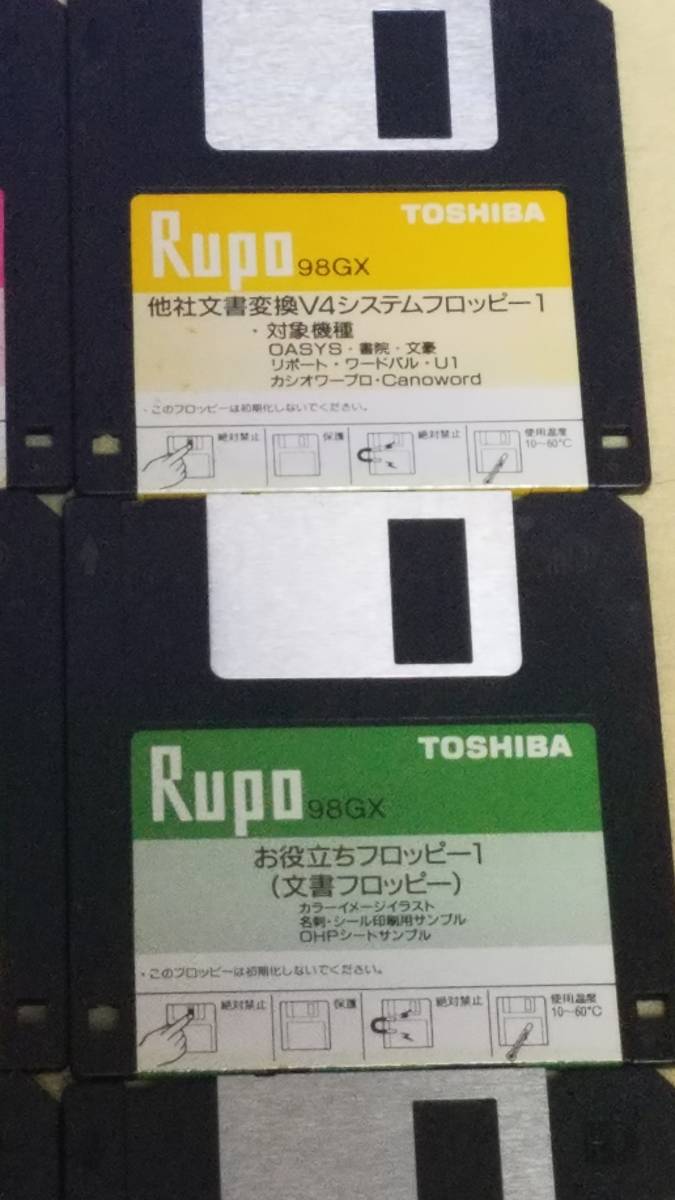 TOSHIBA
Rupo 98GX
他社文書変換V4システムフロッピー1
・対象機種
OASYS・書院・文豪
リポート・ワードパル・U1
カシオワープロ・Canoword
・このフロッピーは初期化しないでください。
絶対禁止 保護 絶対禁止 使用温度
10〜60℃
TOSHIBA
Rupo 98GX
お役立ちフロッピー1
(文書フロッピー)
カラーイメージイラスト
名刺・シール印刷用サンプル
OHPシートサンプル
・このフロッピーは初期化しないでください。
絶対禁止 保護 絶対禁止 使用温度
10〜60℃